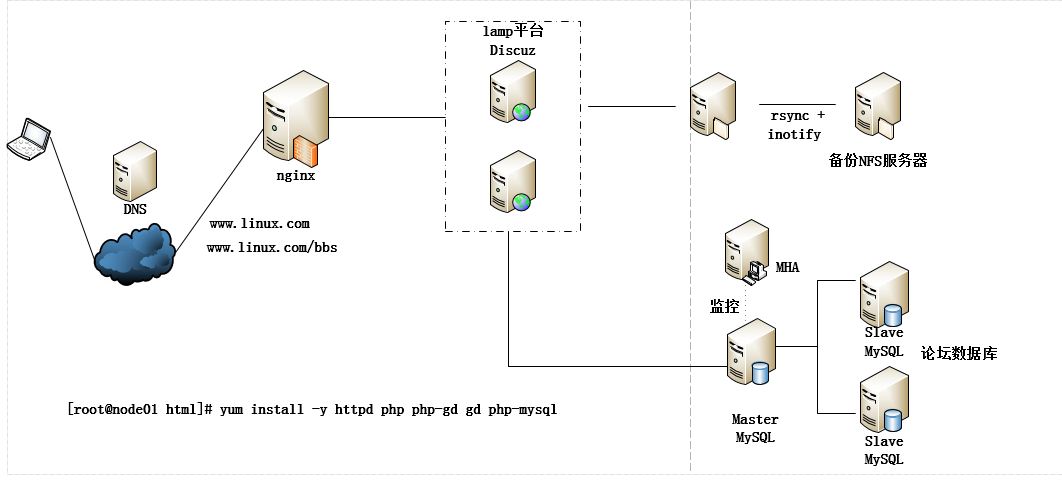 lamp平台
Discuz
rsync +
inotify
备份NFS服务器
nginx
DNS
www.linux.com
www.linux.com/bbs
MHA
监控
Slave
MySQL
论坛数据库
Master
MySQL
Slave
MySQL
[root@node01 html]# yum install -y httpd php php-gd gd php-mysql